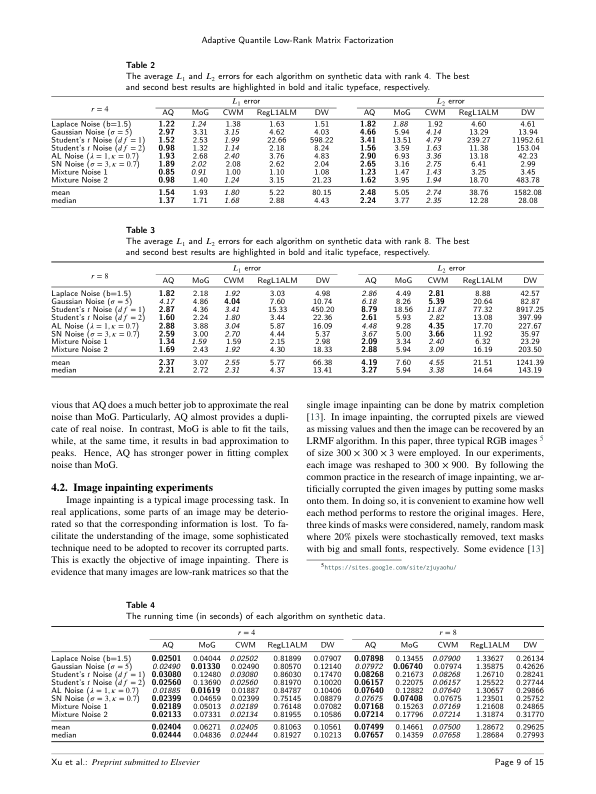 Adaptive Quantile Low-Rank Matrix Factorization
Table 2
The average L1 and L2 errors for each algorithm on synthetic data with rank 4. The best
and second best results are highlighted in bold and italic typeface, respectively.
r = 4 L1 error L2 error
AQ MoG CWM RegL1ALM DW AQ MoG CWM RegL1ALM DW
Laplace Noise (b=1.5) 1.22 1.24 1.38 1.63 1.51 1.82 1.88 1.92 4.60 4.61
Gaussian Noise (σ = 5) 2.97 3.31 3.15 4.62 4.03 4.66 5.94 4.14 13.29 13.94
Student's t Noise (df = 1) 1.52 2.53 1.99 22.66 598.22 3.41 13.51 4.79 239.27 11952.61
Student's t Noise (df = 2) 0.98 1.32 1.14 2.18 8.24 1.56 3.59 1.63 11.38 153.04
AL Noise (λ = 1, κ = 0.7) 1.93 2.68 2.40 3.76 4.83 2.90 6.93 3.36 13.18 42.23
SN Noise (σ = 3, κ = 0.7) 1.89 2.02 2.08 2.62 2.04 2.65 3.16 2.75 6.41 2.99
Mixture Noise 1 0.85 0.91 1.00 1.10 1.08 1.23 1.47 1.43 3.25 3.45
Mixture Noise 2 0.98 1.40 1.24 3.15 21.23 1.62 3.95 1.94 18.70 483.78
mean 1.54 1.93 1.80 5.22 80.15 2.48 5.05 2.74 38.76 1582.08
median 1.37 1.71 1.68 2.88 4.43 2.24 3.77 2.35 12.28 28.08
Table 3
The average L1 and L2 errors for each algorithm on synthetic data with rank 8. The best
and second best results are highlighted in bold and italic typeface, respectively.
r = 8 L1 error L2 error
AQ MoG CWM RegL1ALM DW AQ MoG CWM RegL1ALM DW
Laplace Noise (b=1.5) 1.82 2.18 1.92 3.03 4.98 2.86 4.49 2.81 8.88 42.57
Gaussian Noise (σ = 5) 4.17 4.86 4.04 7.60 10.74 6.18 8.26 5.39 20.64 82.87
Student's t Noise (df = 1) 2.87 4.36 3.41 15.33 450.20 8.79 18.56 11.87 77.32 8917.25
Student's t Noise (df = 2) 1.60 2.24 1.80 3.44 22.36 2.61 5.93 2.82 13.08 397.99
AL Noise (λ = 1, κ = 0.7) 2.88 3.88 3.04 5.87 16.09 4.48 9.28 4.35 17.70 227.67
SN Noise (σ = 3, κ = 0.7) 2.59 3.00 2.70 4.44 5.37 3.67 5.00 3.66 11.92 35.97
Mixture Noise 1 1.34 1.59 1.59 2.15 2.98 2.09 3.34 2.40 6.32 23.29
Mixture Noise 2 1.69 2.43 1.92 4.30 18.33 2.88 5.94 3.09 16.19 203.50
mean 2.37 3.07 2.55 5.77 66.38 4.19 7.60 4.55 21.51 1241.39
median 2.21 2.72 2.31 4.37 13.41 3.27 5.94 3.38 14.64 143.19
vious that AQ does a much better job to approximate the real
noise than MoG. Particularly, AQ almost provides a dupli-
cate of real noise. In contrast, MoG is able to fit the tails,
while, at the same time, it results in bad approximation to
peaks. Hence, AQ has stronger power in fitting complex
noise than MoG.
4.2. Image inpainting experiments
Image inpainting is a typical image processing task. In
real applications, some parts of an image may be deterio-
rated so that the corresponding information is lost. To fa-
cilitate the understanding of the image, some sophisticated
technique need to be adopted to recover its corrupted parts.
This is exactly the objective of image inpainting. There is
evidence that many images are low-rank matrices so that the
single image inpainting can be done by matrix completion
[13]. In image inpainting, the corrupted pixels are viewed
as missing values and then the image can be recovered by an
LRMF algorithm. In this paper, three typical RGB images 5
of size 300 × 300 × 3 were employed. In our experiments,
each image was reshaped to 300 × 900. By following the
common practice in the research of image inpainting, we ar-
tificially corrupted the given images by putting some masks
onto them. In doing so, it is convenient to examine how well
each method performs to restore the original images. Here,
three kinds of masks were considered, namely, random mask
where 20% pixels were stochastically removed, text masks
with big and small fonts, respectively. Some evidence [13]
5https://sites.google.com/site/zjuyaohu/
Table 4
The running time (in seconds) of each algorithm on synthetic data.
r = 4 r = 8
AQ MoG CWM RegL1ALM DW AQ MoG CWM RegL1ALM DW
Laplace Noise (b=1.5) 0.02501 0.04044 0.02502 0.81899 0.07907 0.07898 0.13455 0.07900 1.33627 0.26134
Gaussian Noise (σ = 5) 0.02490 0.01330 0.02490 0.80570 0.12140 0.07972 0.06740 0.07974 1.35875 0.42626
Student's t Noise (df = 1) 0.03080 0.12480 0.03080 0.86030 0.17470 0.08268 0.21673 0.08268 1.26710 0.28241
Student's t Noise (df = 2) 0.02560 0.13690 0.02560 0.81970 0.10020 0.06157 0.22075 0.06157 1.25522 0.27744
AL Noise (λ = 1, κ = 0.7) 0.01885 0.01619 0.01887 0.84787 0.10406 0.07640 0.12882 0.07640 1.30657 0.29866
SN Noise (σ = 3, κ = 0.7) 0.02399 0.04659 0.02399 0.75145 0.08879 0.07675 0.07408 0.07675 1.23501 0.25752
Mixture Noise 1 0.02189 0.05013 0.02189 0.76148 0.07082 0.07168 0.15263 0.07169 1.21608 0.24865
Mixture Noise 2 0.02133 0.07331 0.02134 0.81955 0.10586 0.07214 0.17796 0.07214 1.31874 0.31770
mean 0.02404 0.06271 0.02405 0.81063 0.10561 0.07499 0.14661 0.07500 1.28672 0.29625
median 0.02444 0.04836 0.02444 0.81927 0.10213 0.07657 0.14359 0.07658 1.28684 0.27993
Xu et al.: Preprint submitted to Elsevier Page 9 of 15